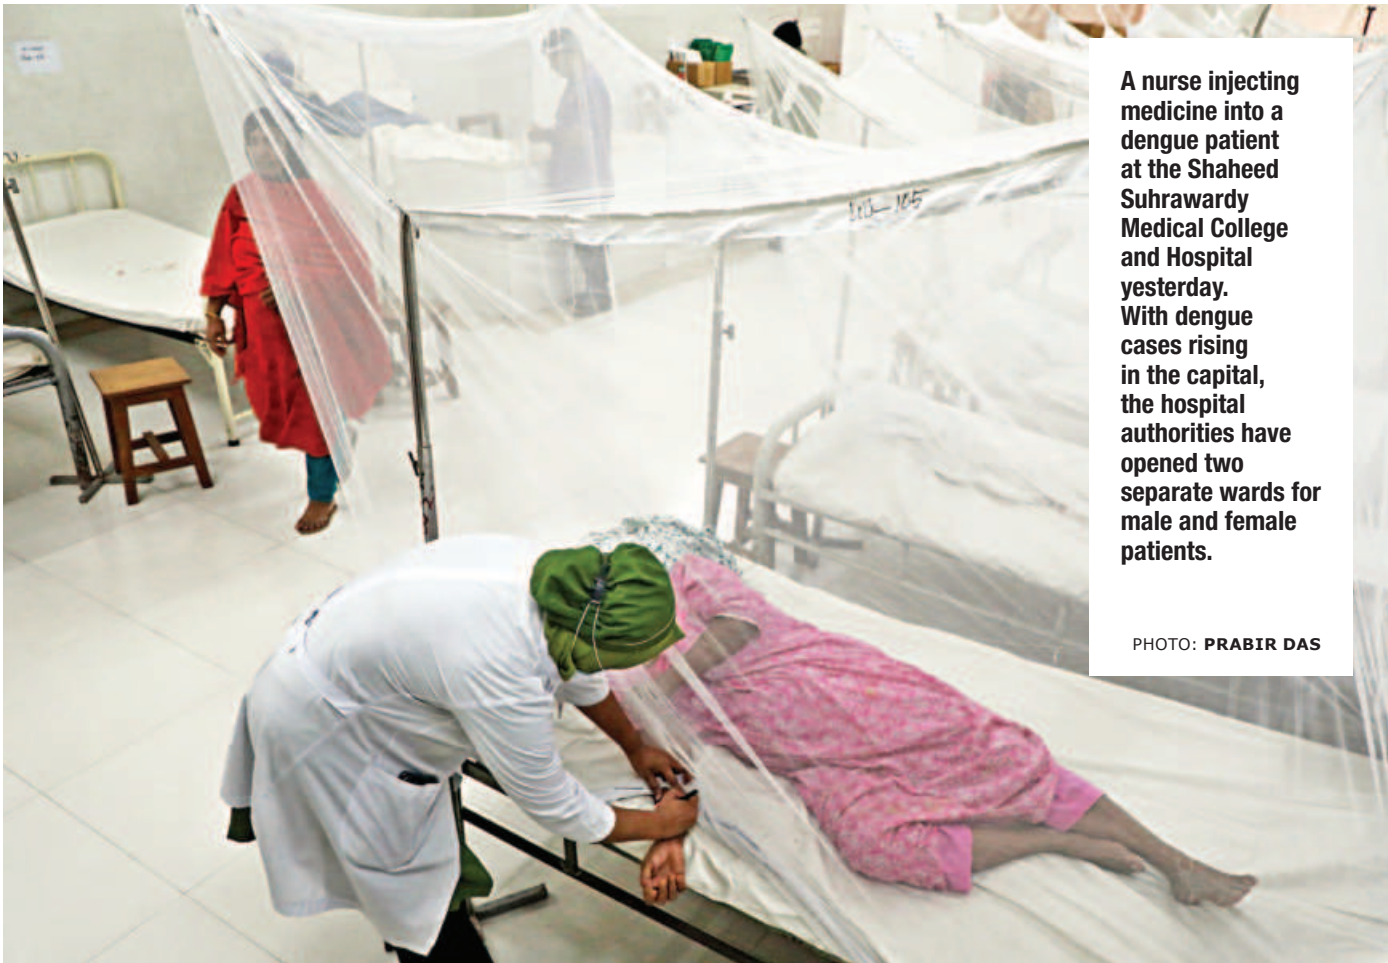 A nurse injecting
medicine into a
dengue patient
at the Shaheed
Suhrawardy
Medical College
and Hospital
yesterday.
With dengue
cases rising
in the capital,
the hospital
authorities have
opened two
separate wards for
male and female
patients.
PHOTO: PRABIR DAS